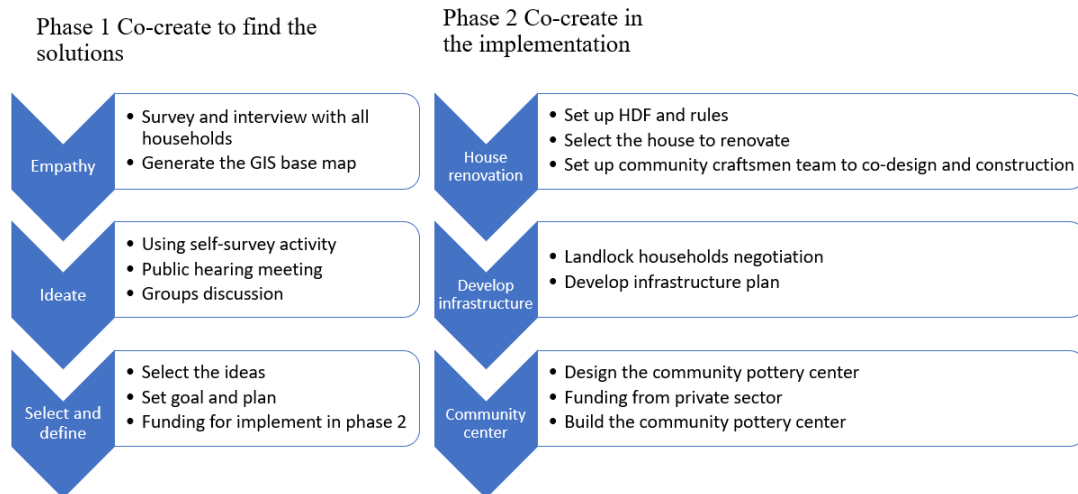 Phase 1 Co-create to find the
solutions
Empathy
• Survey and interview with all
households
• Generate the GIS base map
Ideate
• Using self-survey activity
• Public hearing meeting
• Groups discussion
Select and
define
• Select the ideas
• Set goal and plan
• Funding for implement in phase 2
Phase 2 Co-create in
the implementation
House
renovation
• Set up HDF and rules
• Select the house to renovate
• Set up community craftsmen team to co-design and construction
Develop
infrastructure
• Landlock households negotiation
• Develop infrastructure plan
Community
center
• Design the community pottery center
• Funding from private sector
• Build the community pottery center